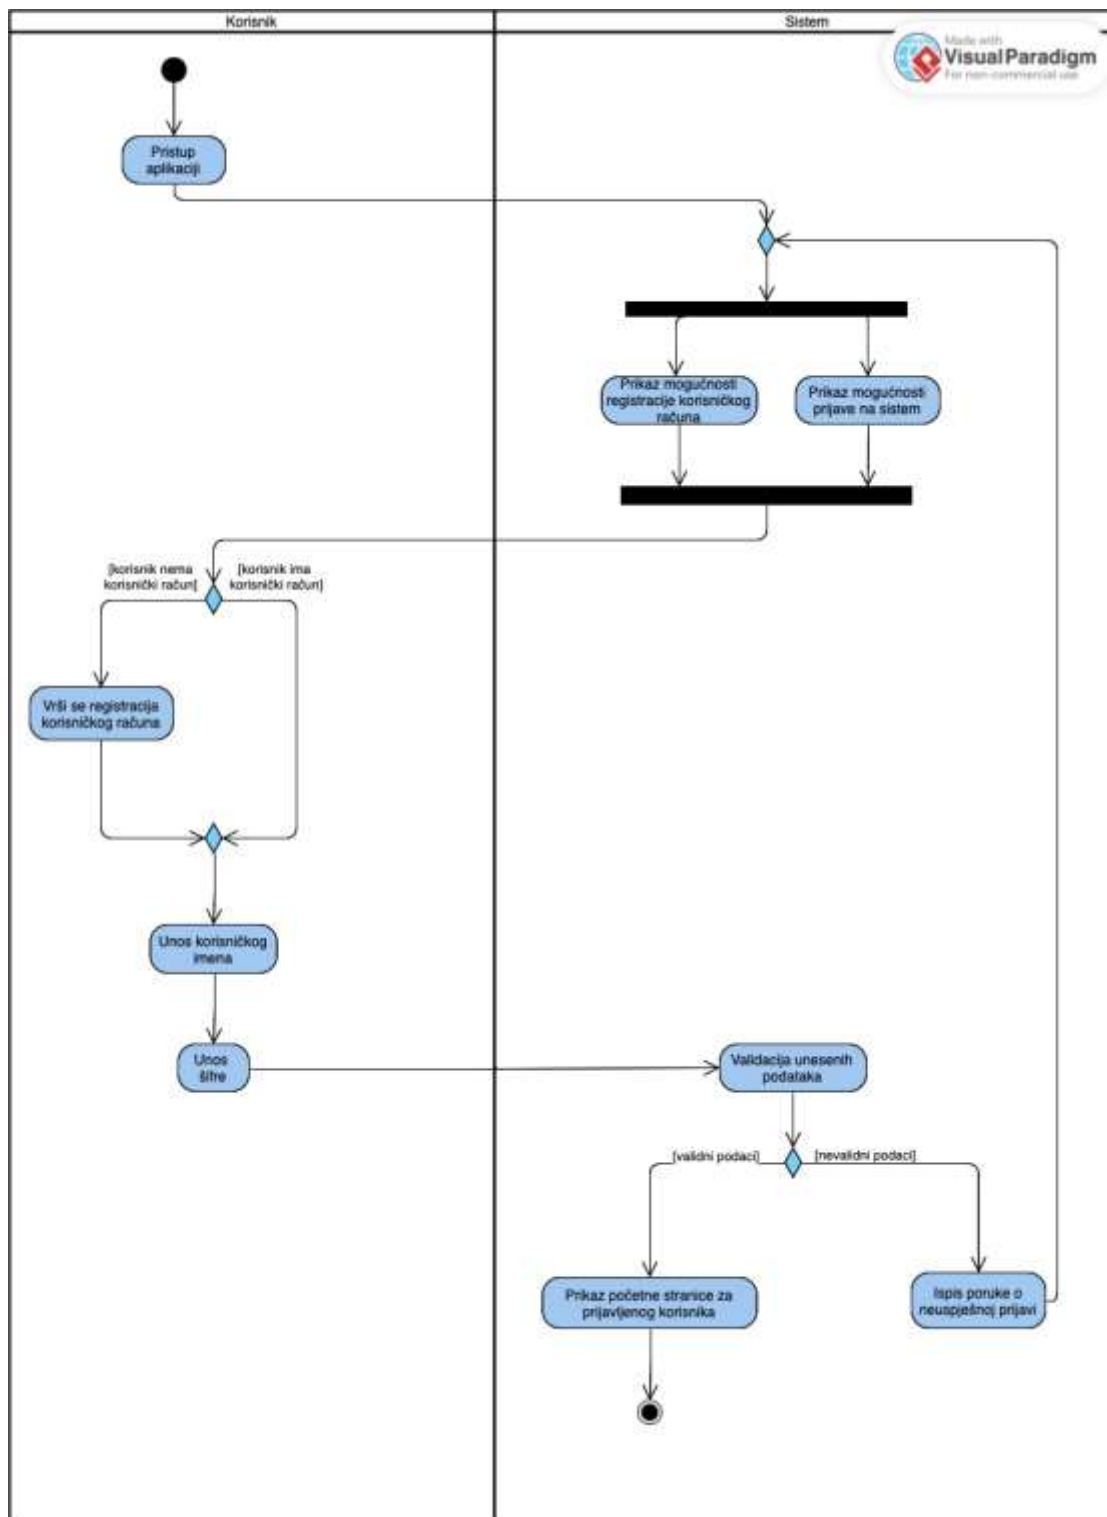 Korisnik
Sistem
Made with
Visual Paradigm
For non-commercial use
Pristup
aplikaciji
Prikaz mogućnosti
registracije korisničkog
računa
Prikaz mogućnosti
prijave na sistem
[korisnik nema
korisnički račun]
[korisnik ima
korisnički račun]
Vrši se registracija
korisničkog računa
Unos korisničkog
imena
Unos
šifre
Validacija unesenih
podataka
[validni podaci]
[nevalidni podaci]
Prikaz početne stranice za
prijavljenog korisnika
Ispis poruke o
neuspješnoj prijavi